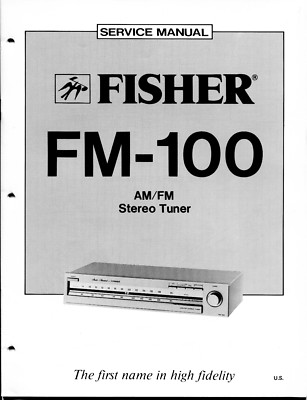 SERVICE MANUAL
FISHER®
FM-100
AM/FM
Stereo Tuner
The first name in high fidelity
U.S.